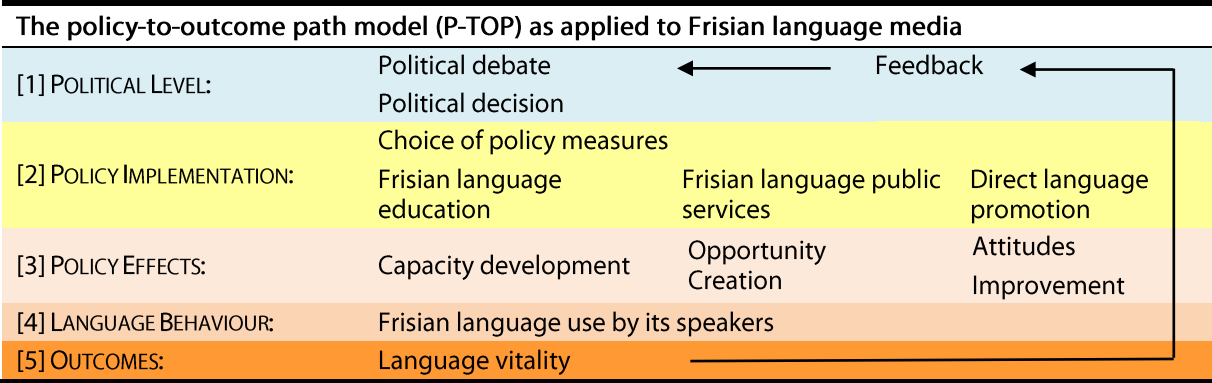 The policy-to-outcome path model (P-TOP) as applied to Frisian language media
[1] POLITICAL LEVEL:
Political debate
Feedback
Political decision
[2] POLICY IMPLEMENTATION:
Choice of policy measures
Frisian language
education
Frisian language public
services
Direct language
promotion
[3] POLICY EFFECTS:
Capacity development
Opportunity
Creation
Attitudes
Improvement
[4] LANGUAGE BEHAVIOUR:
Frisian language use by its speakers
[5] OUTCOMES:
Language vitality